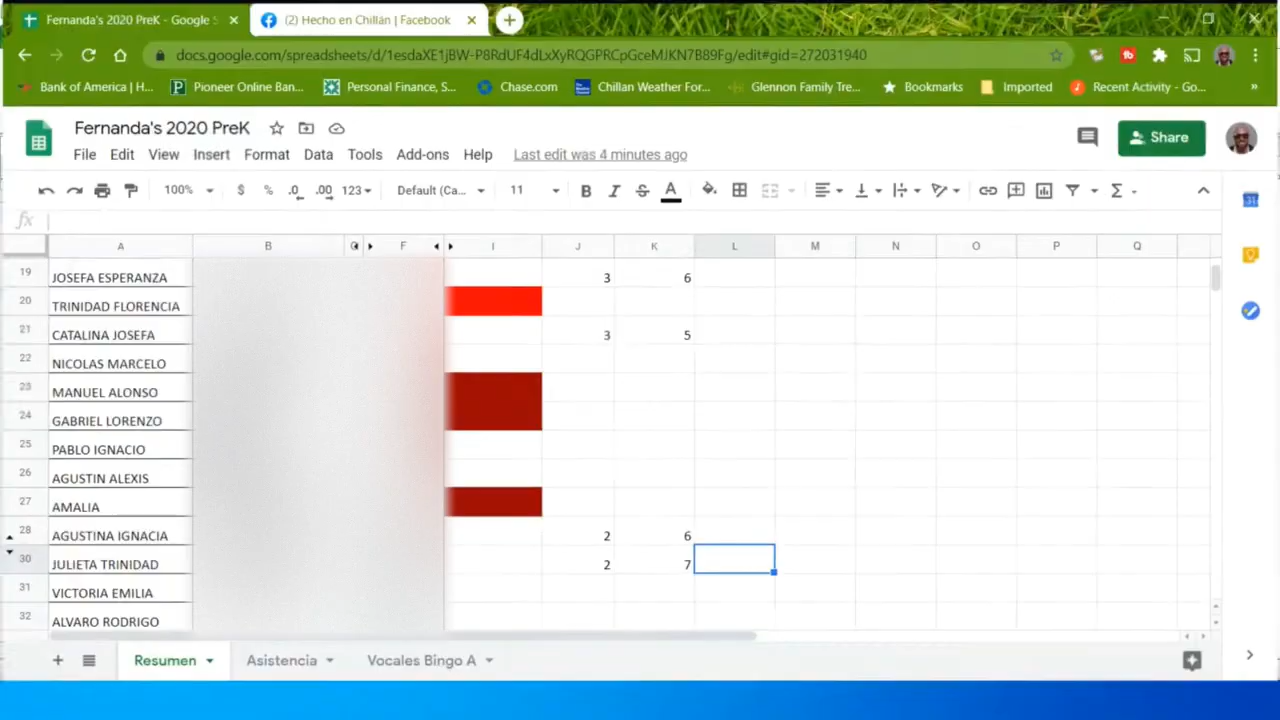 Fernanda's 2020 PreK - Google S
(2) Hecho en Chillán | Facebook
docs.google.com/spreadsheets/d/1esdaXE1jBW-P8RdUF4dLxXyRQGPRCpGceMJKN7B89Fg/edit#gid=272031940
Bank of America | H... Pioneer Online Ban... Personal Finance, S... Chase.com Chillan Weather For... Glennon Family Tre... Bookmarks Imported Recent Activity - Go... »
Fernanda's 2020 PreK
Share
File Edit View Insert Format Data Tools Add-ons Help Last edit was 4 minutes ago
100% $ % .0 .00 123 Default (Ca... 11 B I S A Σ
fx
A B F I J K L M N O P Q
19 JOSEFA ESPERANZA 3 6
20 TRINIDAD FLORENCIA
21 CATALINA JOSEFA 3 5
22 NICOLAS MARCELO
23 MANUEL ALONSO
24 GABRIEL LORENZO
25 PABLO IGNACIO
26 AGUSTIN ALEXIS
27 AMALIA
28 AGUSTINA IGNACIA 2 6
30 JULIETA TRINIDAD 2 7
31 VICTORIA EMILIA
32 ALVARO RODRIGO
Resumen Asistencia Vocales Bingo A